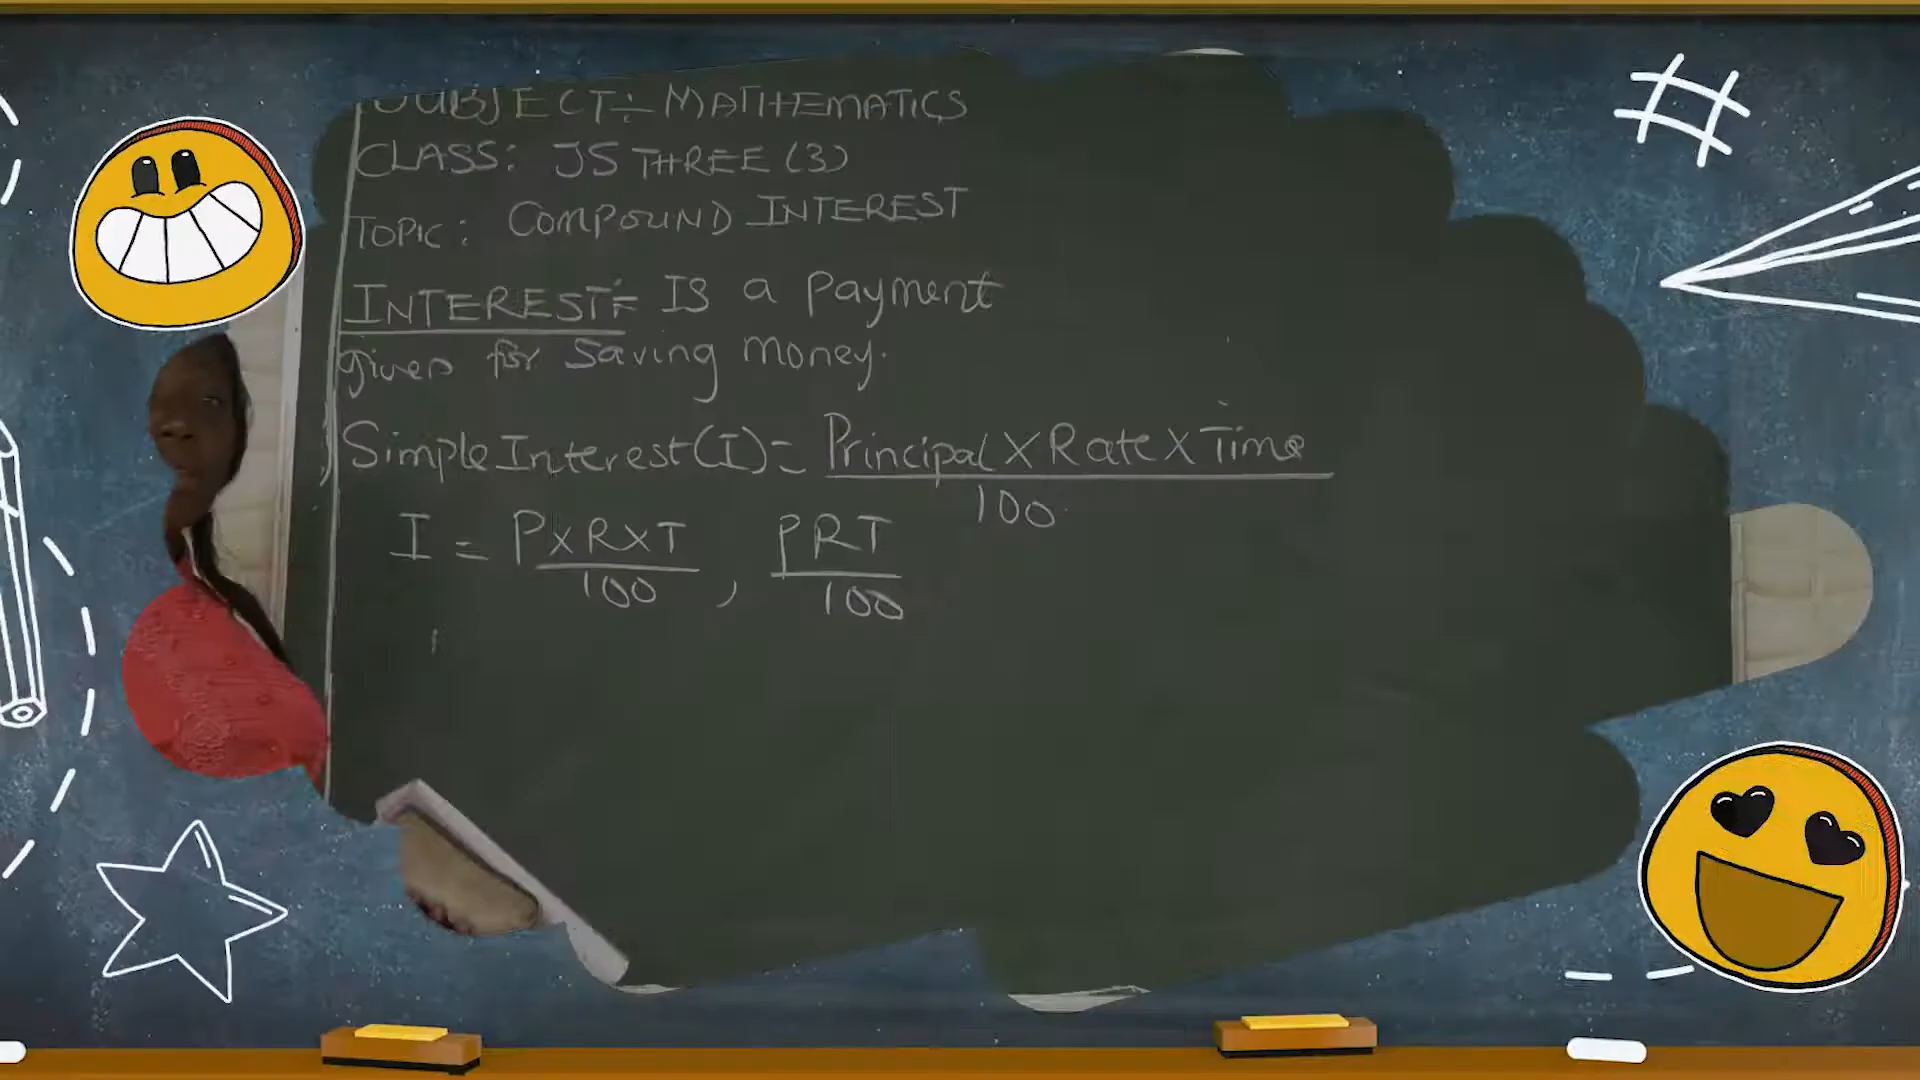 SUBJECT:- MATHEMATICS
CLASS: JS THREE (3)
TOPIC: COMPOUND INTEREST
INTEREST:- IS a Payment
given for Saving money.
Simple Interest (I) = Principal X Rate X Time
100
I = P X R X T , PRT
100 100